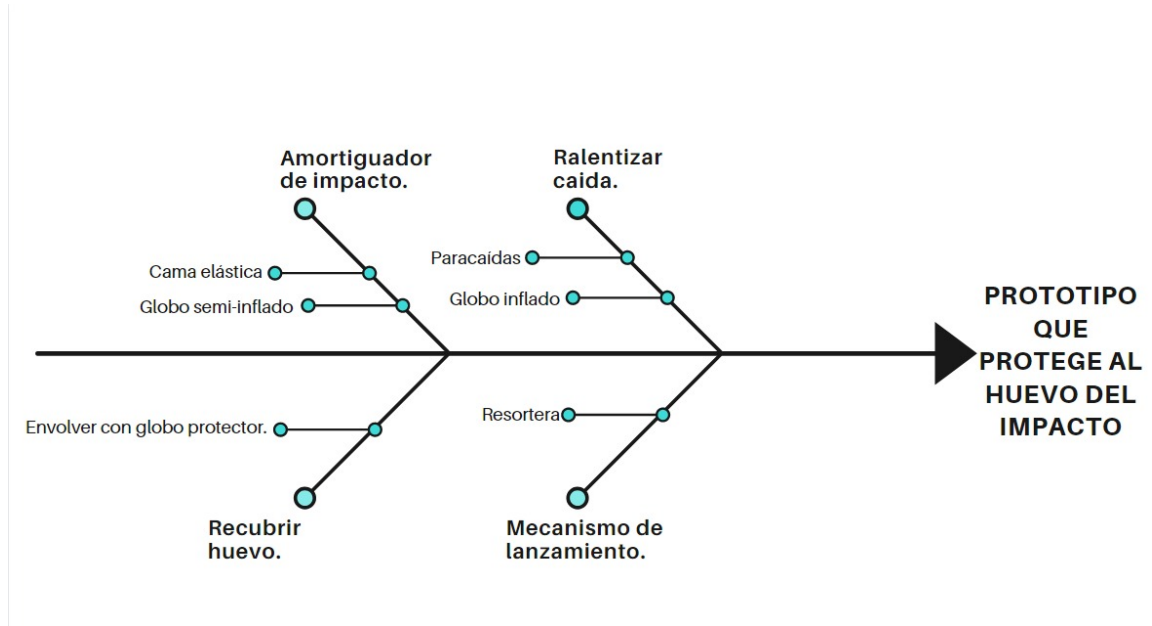 Amortiguador
de impacto.
Ralentizar
caida.
Cama elástica
Globo semi-inflado
Paracaídas
Globo inflado
PROTOTIPO
QUE
PROTEGE AL
HUEVO DEL
IMPACTO
Envolver con globo protector.
Resortera
Recubrir
huevo.
Mecanismo de
lanzamiento.